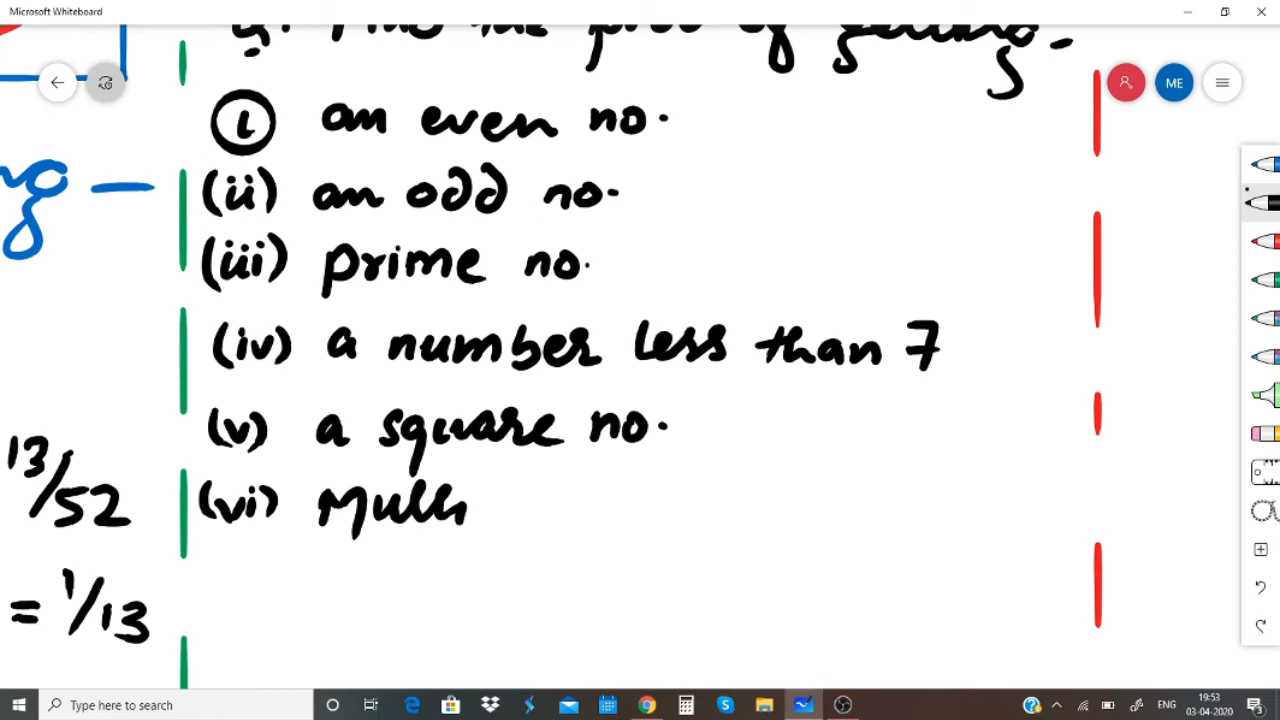 Microsoft Whiteboard
ME
(i) an even no.
(ii) an odd no.
(iii) prime no.
(iv) a number less than 7
(v) a square no.
(vi) Mult
13/52
= 1/13
Type here to search
ENG
19:53
03-04-2020